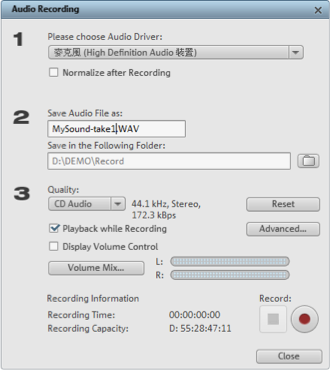 Audio Recording
1
Please choose Audio Driver:
麥克風 (High Definition Audio 裝置)
Normalize after Recording
2
Save Audio File as:
MySound-take1.WAV
Save in the Following Folder:
D:\DEMO\Record
3
Quality:
CD Audio
44.1 kHz, Stereo,
172.3 kBps
Reset
Playback while Recording
Advanced...
Display Volume Control
Volume Mix...
L:
R:
Recording Information
Record:
Recording Time: 00:00:00:00
Recording Capacity: D: 55:28:47:11
Close